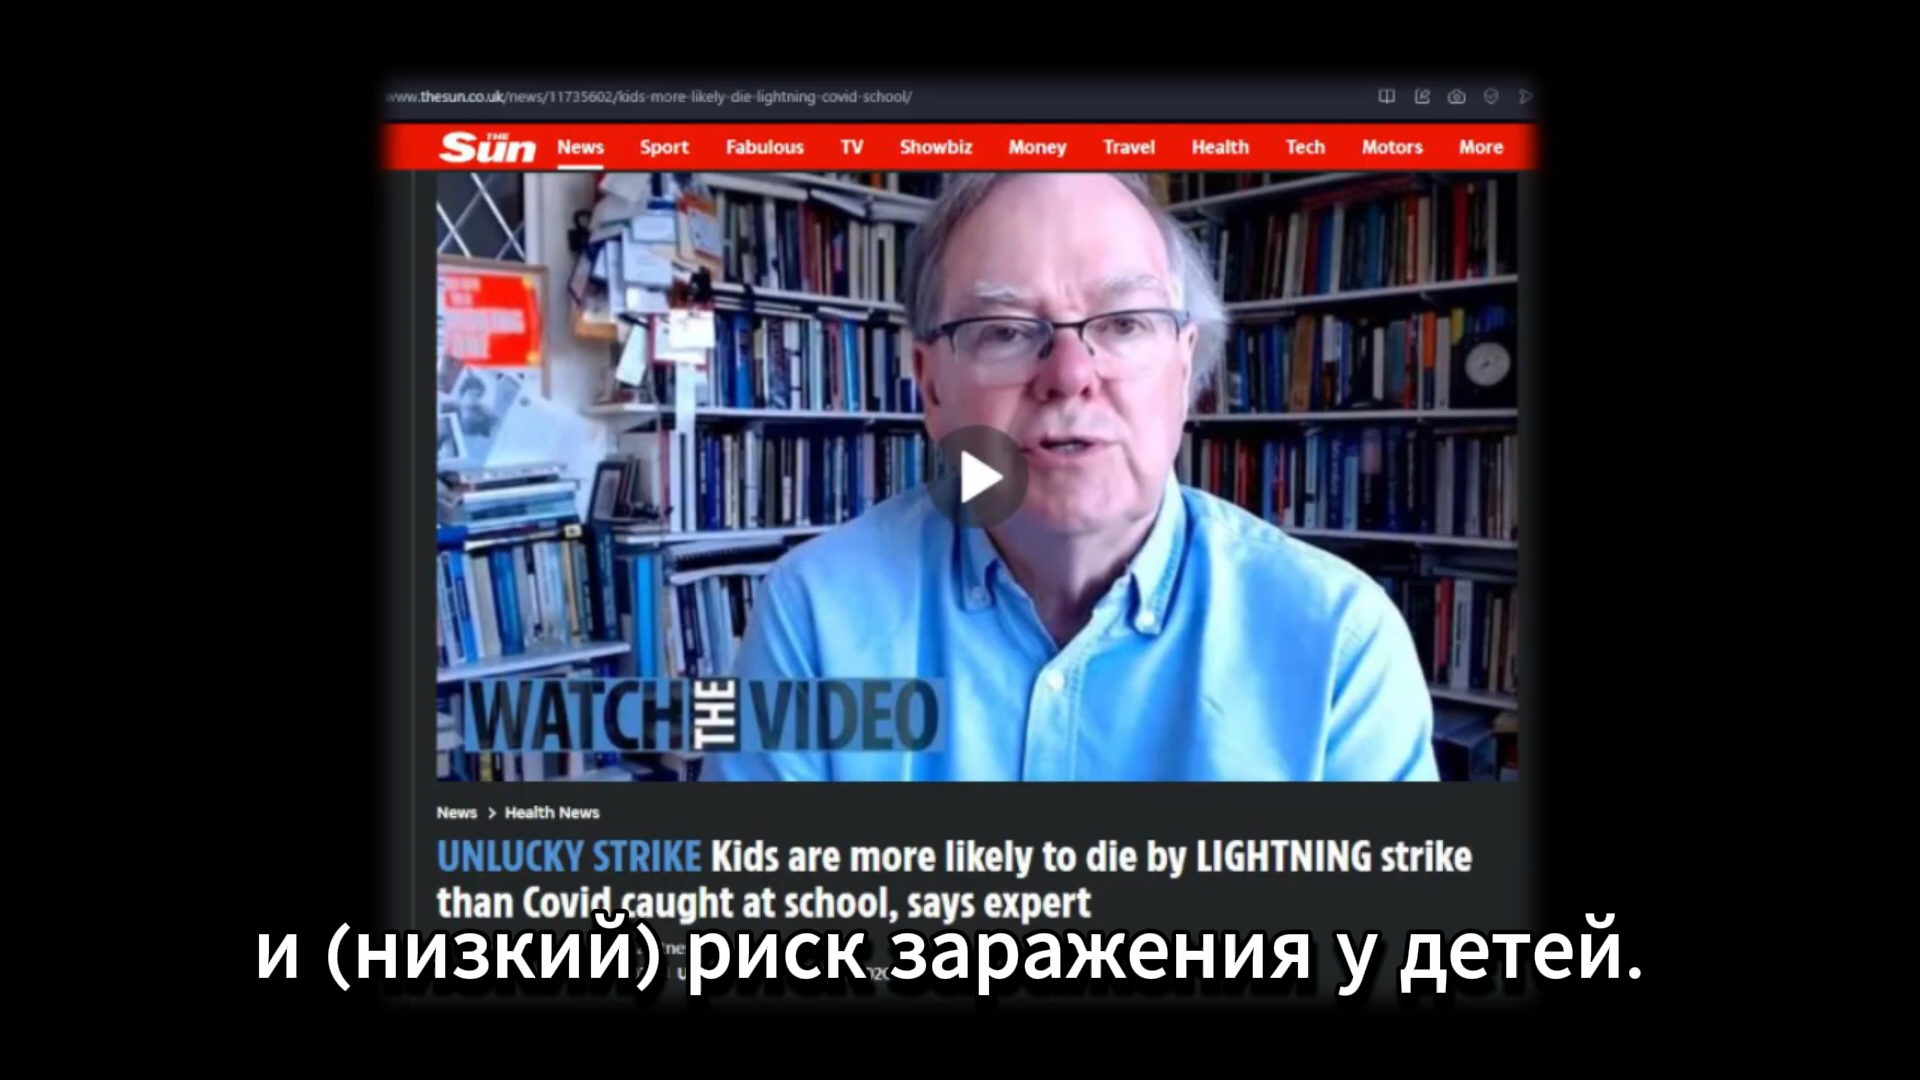 www.thesun.co.uk/news/11735602/kids-more-likely-die-lightning-covid-school/
THE Sun News Sport Fabulous TV Showbiz Money Travel Health Tech Motors More
WATCH THE VIDEO
News > Health News
UNLUCKY STRIKE Kids are more likely to die by LIGHTNING strike
than Covid caught at school, says expert
и (низкий) риск заражения у детей.